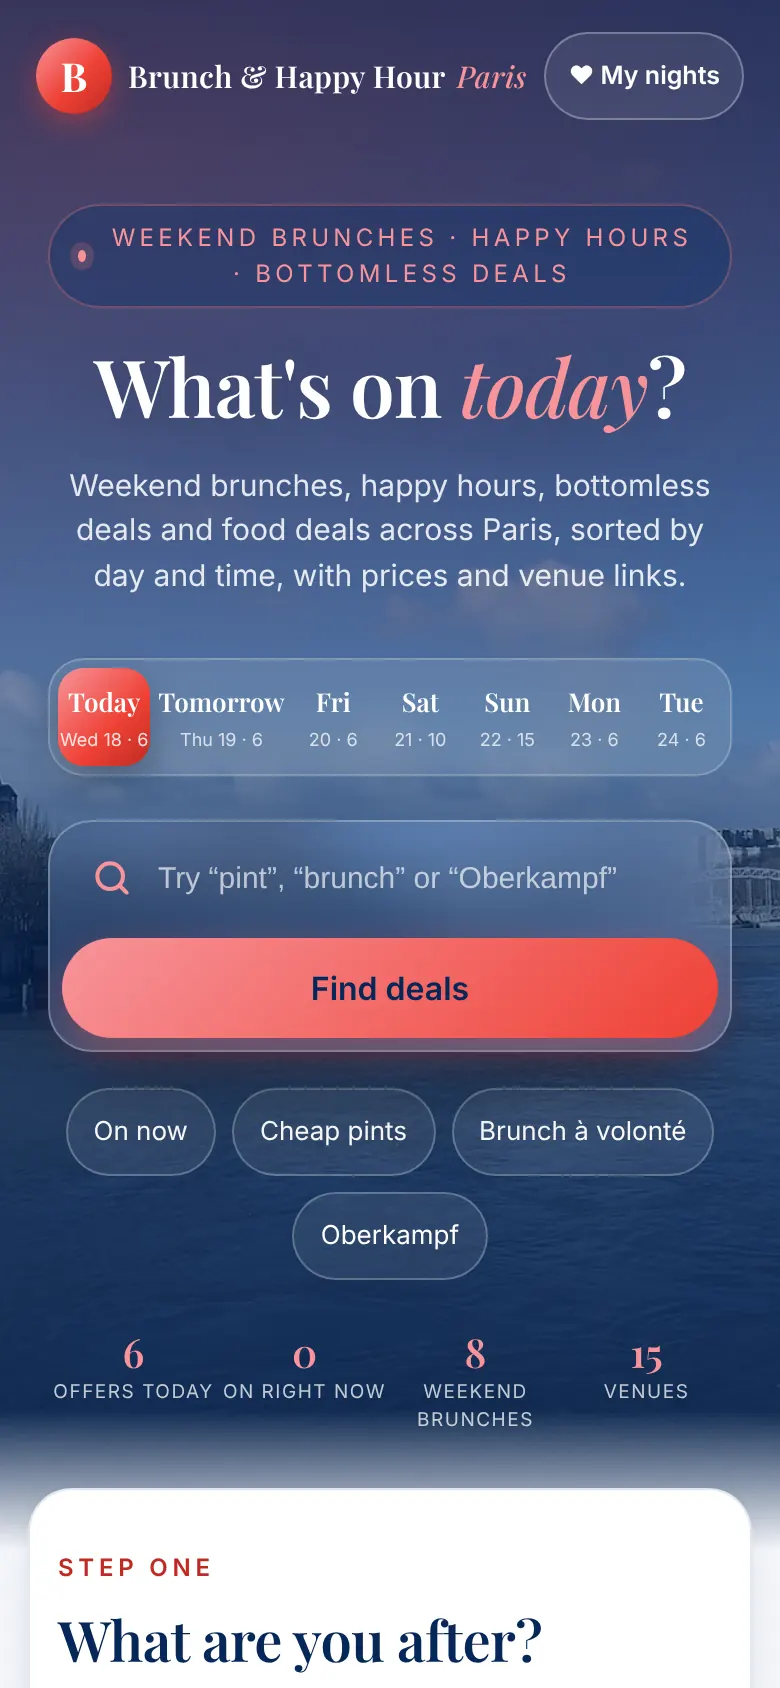 B Brunch & Happy Hour Paris ♥ My nights
WEEKEND BRUNCHES · HAPPY HOURS
· BOTTOMLESS DEALS
What's on today?
Weekend brunches, happy hours, bottomless
deals and food deals across Paris, sorted by
day and time, with prices and venue links.
Today Tomorrow Fri Sat Sun Mon Tue
Wed 18 · 6 Thu 19 · 6 20 · 6 21 · 10 22 · 15 23 · 6 24 · 6
Try “pint”, “brunch” or “Oberkampf”
Find deals
On now Cheap pints Brunch à volonté
Oberkampf
6 0 8 15
OFFERS TODAY ON RIGHT NOW WEEKEND VENUES
BRUNCHES
STEP ONE
What are you after?